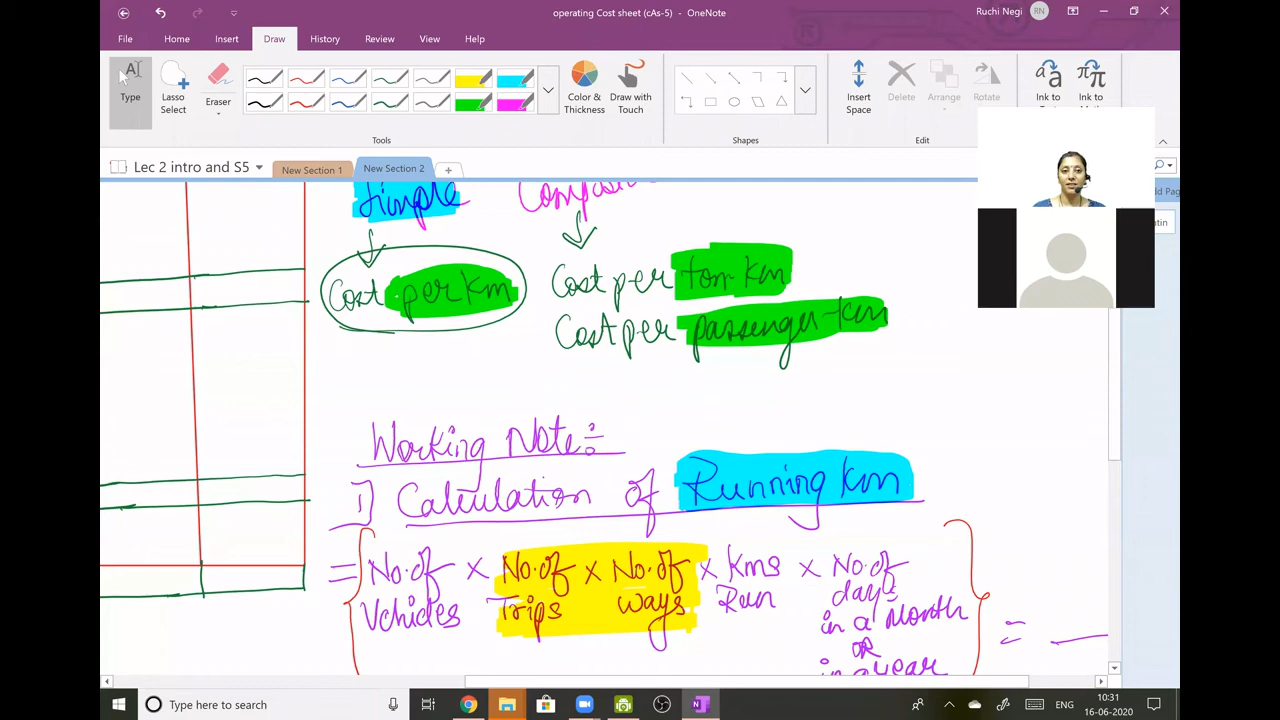 operating Cost sheet (cAs-5) - OneNote
Ruchi Negi
RN
File
Home
Insert
Draw
History
Review
View
Help
Type
Lasso
Select
Eraser
Color &
Thickness
Draw with
Touch
Insert
Space
Delete
Arrange
Rotate
Ink to
Ink to
Tools
Shapes
Edit
Lec 2 intro and S5
New Section 1
New Section 2
Simple
Cost per km
Cost per ton-km
Cost per passenger-km
Working Note:-
1] Calculation of Running km
= No. of × No. of × No. of × Kms × No. of
Vehicles Trips ways Run days
in a Month
OR
in a year
= 
Type here to search
ENG
10:31
16-06-2020